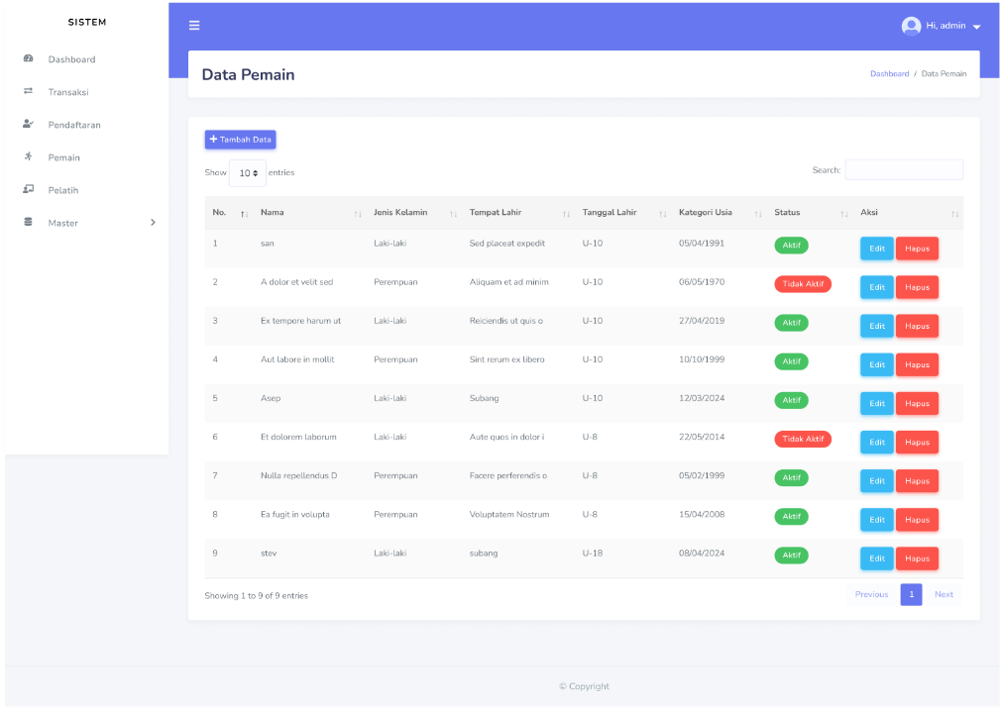 SISTEM
Hi, admin
Dashboard
Transaksi
Pendaftaran
Pemain
Pelatih
Master
Data Pemain
Dashboard / Data Pemain
+ Tambah Data
Show 10 entries
Search:
No. Nama Jenis Kelamin Tempat Lahir Tanggal Lahir Kategori Usia Status Aksi
1 san Laki-laki Sed placeat expedit U-10 05/04/1991 Aktif Edit Hapus
2 A dolor et velit sed Perempuan Aliquam et ad minim U-10 06/05/1970 Tidak Aktif Edit Hapus
3 Ex tempore harum ut Laki-laki Reiciendis ut quis o U-10 27/04/2019 Aktif Edit Hapus
4 Aut labore in mollit Perempuan Sint rerum ex libero U-10 10/10/1999 Aktif Edit Hapus
5 Asep Laki-laki Subang U-10 12/03/2024 Aktif Edit Hapus
6 Et dolorem laborum Laki-laki Aute quos in dolor i U-8 22/05/2014 Tidak Aktif Edit Hapus
7 Nulla repellendus D Perempuan Facere perferendis o U-8 05/02/1999 Aktif Edit Hapus
8 Ea fugit in volupta Perempuan Voluptatem Nostrum U-8 15/04/2008 Aktif Edit Hapus
9 stev Laki-laki subang U-18 08/04/2024 Aktif Edit Hapus
Showing 1 to 9 of 9 entries
Previous 1 Next
© Copyright